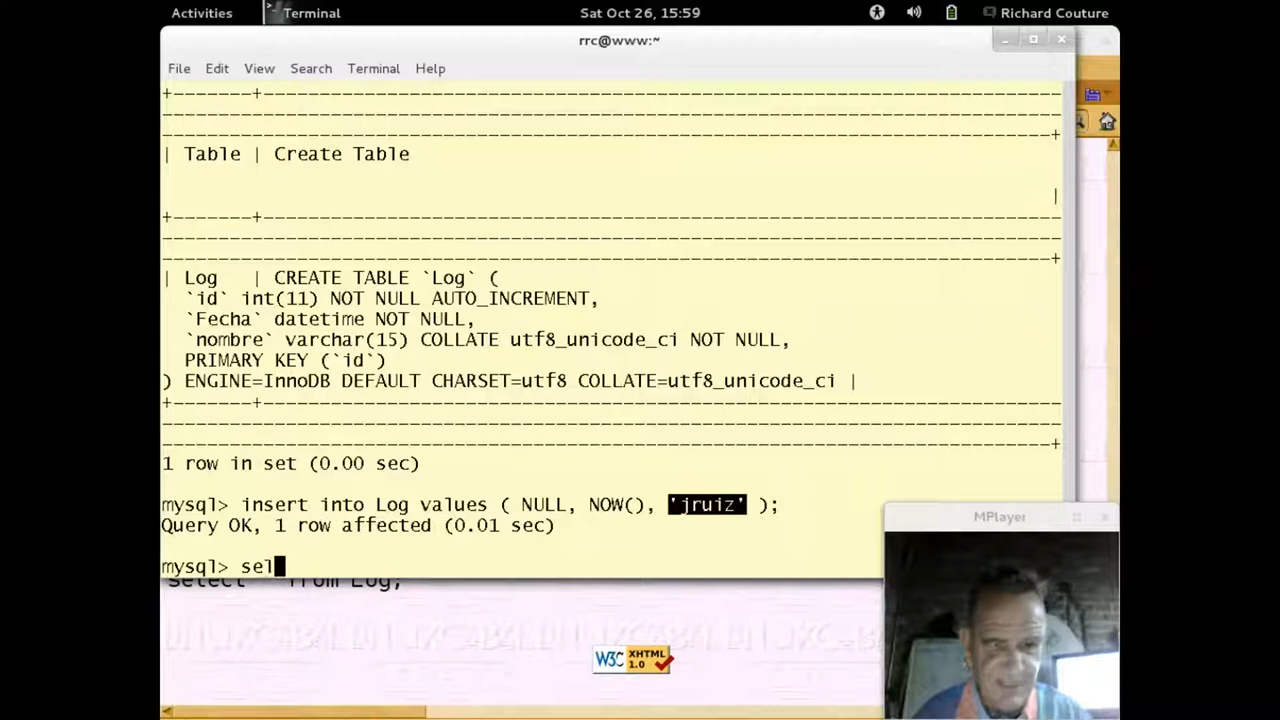 Activities Terminal Sat Oct 26, 15:59 Richard Couture
rrc@www:~
File Edit View Search Terminal Help
| Table | Create Table
|
| Log | CREATE TABLE `Log` (
`id` int(11) NOT NULL AUTO_INCREMENT,
`Fecha` datetime NOT NULL,
`nombre` varchar(15) COLLATE utf8_unicode_ci NOT NULL,
PRIMARY KEY (`id`)
) ENGINE=InnoDB DEFAULT CHARSET=utf8 COLLATE=utf8_unicode_ci |
1 row in set (0.00 sec)
mysql> insert into Log values ( NULL, NOW(), 'jruiz' );
Query OK, 1 row affected (0.01 sec)
MPlayer
mysql> sel
select from Log;
W3C XHTML 1.0